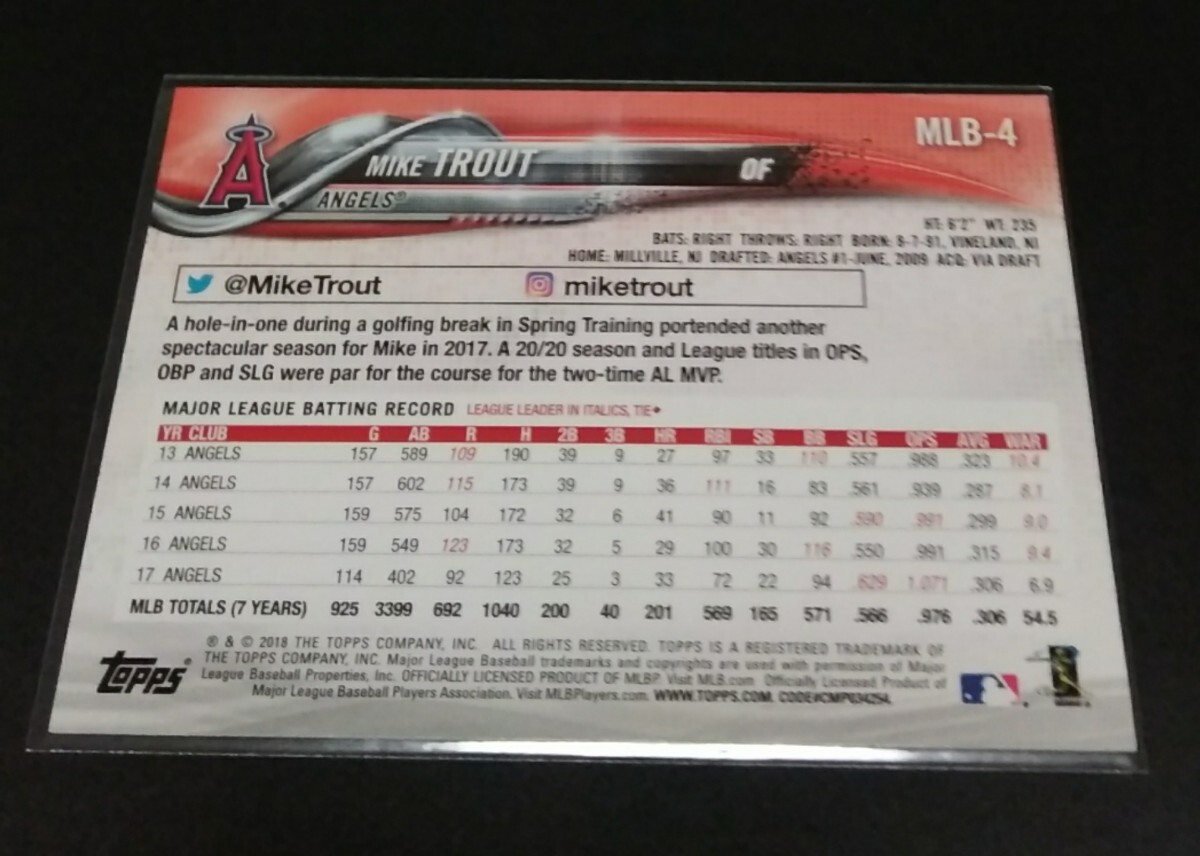 MLB-4
A
MIKE TROUT OF
ANGELS®
HT: 6'2" WT: 235
BATS: RIGHT THROWS: RIGHT BORN: 8-7-91, VINELAND, NJ
HOME: MILLVILLE, NJ DRAFTED: ANGELS #1-JUNE, 2009 ACQ: VIA DRAFT
@MikeTrout miketrout
A hole-in-one during a golfing break in Spring Training portended another
spectacular season for Mike in 2017. A 20/20 season and League titles in OPS,
OBP and SLG were par for the course for the two-time AL MVP.
MAJOR LEAGUE BATTING RECORD LEAGUE LEADER IN ITALICS, TIE♦
YR CLUB G AB R H 2B 3B HR RBI SB BB SLG OPS AVG WAR
13 ANGELS 157 589 109 190 39 9 27 97 33 110 .557 .988 .323 10.4
14 ANGELS 157 602 115 173 39 9 36 111 16 83 .561 .939 .287 8.1
15 ANGELS 159 575 104 172 32 6 41 90 11 92 .590 .991 .299 9.0
16 ANGELS 159 549 123 173 32 5 29 100 30 116 .550 .991 .315 9.4
17 ANGELS 114 402 92 123 25 3 33 72 22 94 .629 1.071 .306 6.9
MLB TOTALS (7 YEARS) 925 3399 692 1040 200 40 201 569 165 571 .566 .976 .306 54.5
® & © 2018 THE TOPPS COMPANY, INC. ALL RIGHTS RESERVED. TOPPS IS A REGISTERED TRADEMARK OF
THE TOPPS COMPANY, INC. Major League Baseball trademarks and copyrights are used with permission of Major
League Baseball Properties, Inc. OFFICIALLY LICENSED PRODUCT OF MLBP. Visit MLB.com Officially Licensed Product of
Major League Baseball Players Association. Visit MLBPlayers.com. WWW.TOPPS.COM. CODE#CMP034254.
topps®